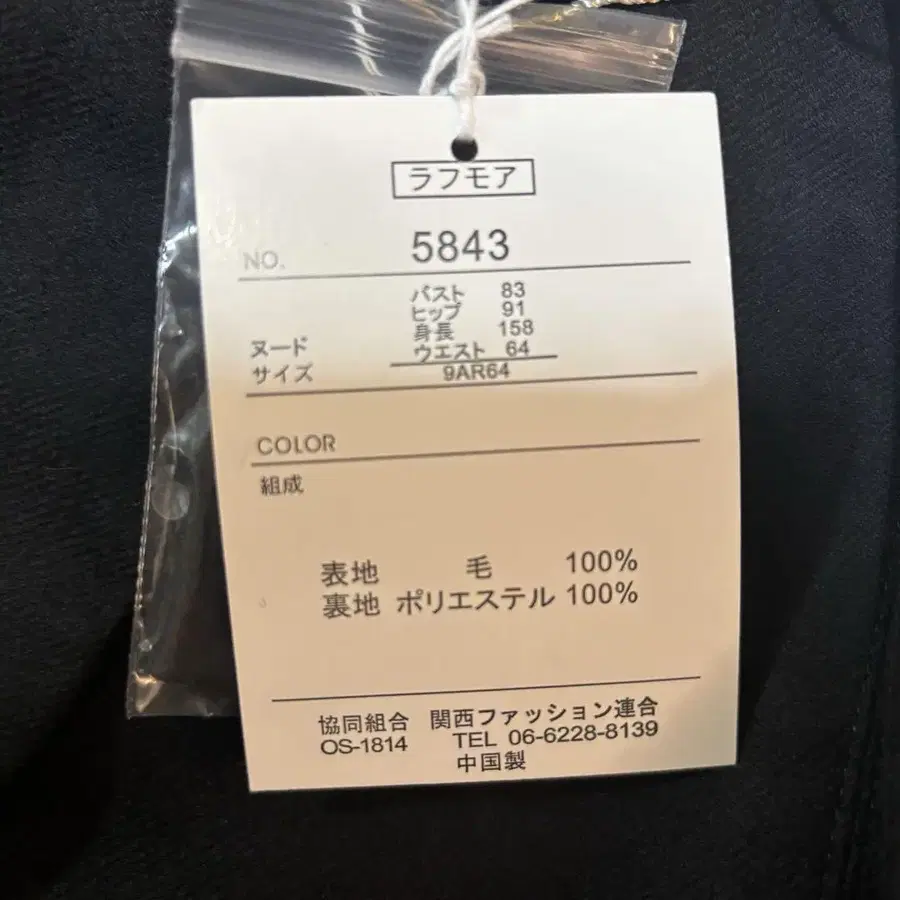 ラフモア
NO. 5843
バスト 83
ヒップ 91
身長 158
ヌード ウエスト 64
サイズ 9AR64
COLOR
組成
表地 毛 100%
裏地 ポリエステル 100%
協同組合 関西ファッション連合
OS-1814 TEL 06-6228-8139
中国製